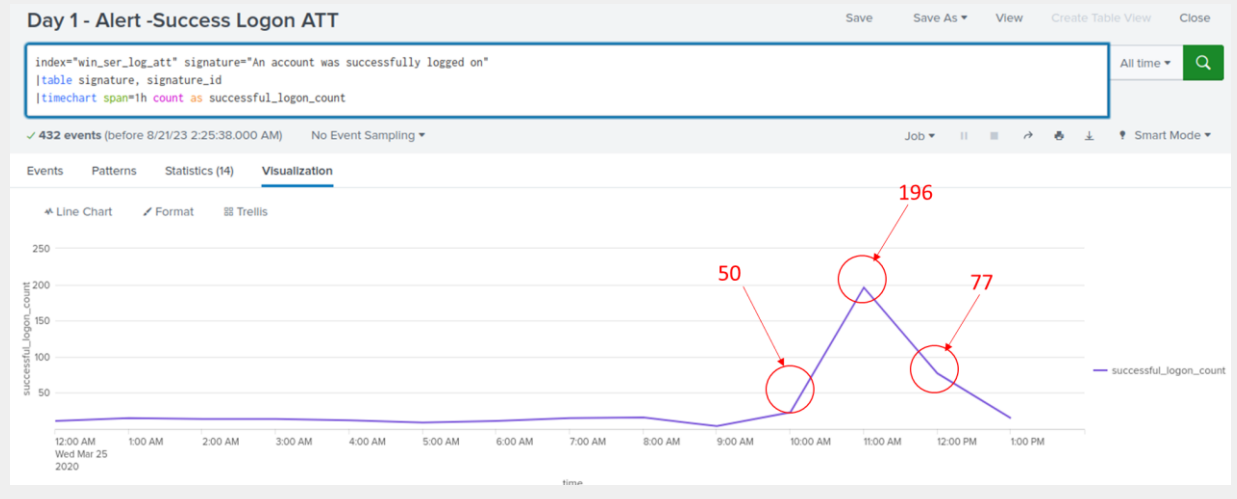 Day 1 - Alert -Success Logon ATT
Save
Save As
View
Create Table View
Close
index="win_ser_log_att" signature="An account was successfully logged on"
|table signature, signature_id
|timechart span=1h count as successful_logon_count
All time
432 events (before 8/21/23 2:25:38.000 AM)
No Event Sampling
Job
Smart Mode
Events
Patterns
Statistics (14)
Visualization
Line Chart
Format
Trellis
196
50
77
250
200
150
100
50
successful_logon_count
successful_logon_count
12:00 AM
Wed Mar 25
2020
1:00 AM
2:00 AM
3:00 AM
4:00 AM
5:00 AM
6:00 AM
7:00 AM
8:00 AM
9:00 AM
10:00 AM
11:00 AM
12:00 PM
1:00 PM
time